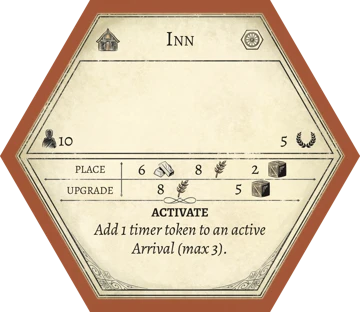 Inn
10 5
PLACE 6 8 2
UPGRADE 8 5
ACTIVATE
Add 1 timer token to an active
Arrival (max 3).